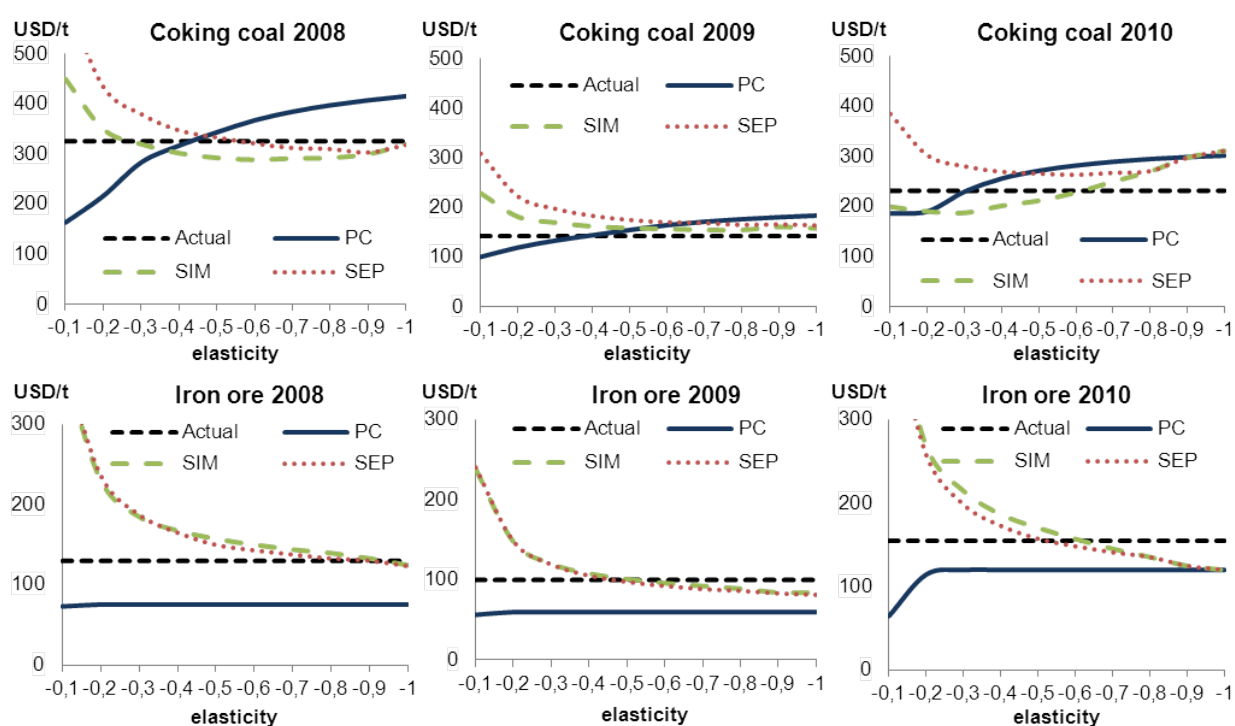 USD/t
Coking coal 2008
500
400
300
200
100
0
Actual
PC
SIM
SEP
-0,1 -0,2 -0,3 -0,4 -0,5 -0,6 -0,7 -0,8 -0,9 -1
elasticity
USD/t
Coking coal 2009
500
400
300
200
100
0
Actual
PC
SIM
SEP
-0,1 -0,2 -0,3 -0,4 -0,5 -0,6 -0,7 -0,8 -0,9 -1
elasticity
USD/t
Coking coal 2010
500
400
300
200
100
0
Actual
PC
SIM
SEP
-0,1 -0,2 -0,3 -0,4 -0,5 -0,6 -0,7 -0,8 -0,9 -1
elasticity
USD/t
Iron ore 2008
300
200
100
0
Actual
PC
SIM
SEP
-0,1 -0,2 -0,3 -0,4 -0,5 -0,6 -0,7 -0,8 -0,9 -1
elasticity
USD/t
Iron ore 2009
300
200
100
0
Actual
PC
SIM
SEP
-0,1 -0,2 -0,3 -0,4 -0,5 -0,6 -0,7 -0,8 -0,9 -1
elasticity
USD/t
Iron ore 2010
300
200
100
0
Actual
PC
SIM
SEP
-0,1 -0,2 -0,3 -0,4 -0,5 -0,6 -0,7 -0,8 -0,9 -1
elasticity